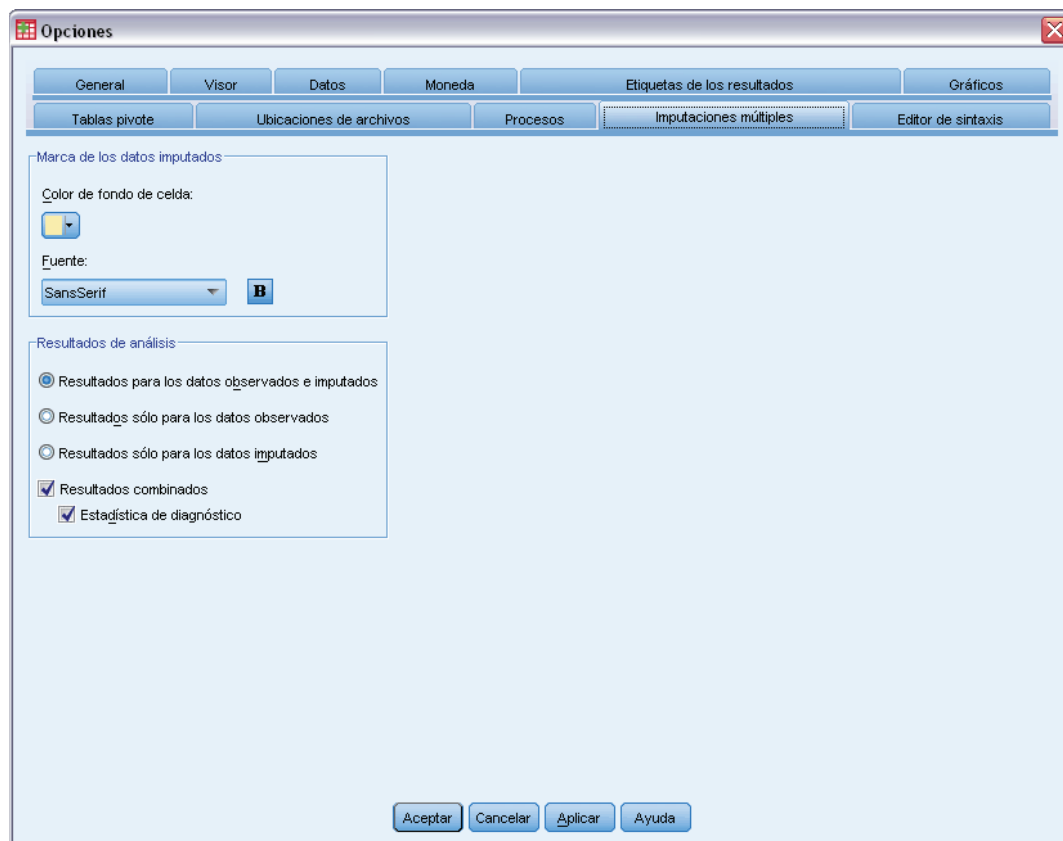 Opciones
General Visor Datos Moneda Etiquetas de los resultados Gráficos
Tablas pivote Ubicaciones de archivos Procesos Imputaciones múltiples Editor de sintaxis
Marca de los datos imputados
Color de fondo de celda:
Fuente:
SansSerif B
Resultados de análisis
Resultados para los datos observados e imputados
Resultados sólo para los datos observados
Resultados sólo para los datos imputados
Resultados combinados
Estadística de diagnóstico
Aceptar Cancelar Aplicar Ayuda